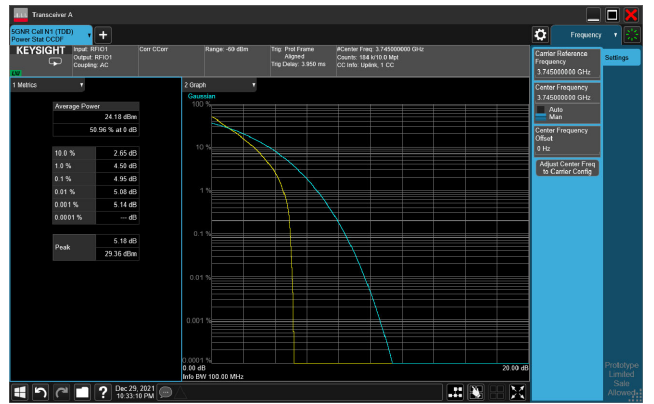 Transceiver A
5GNR Cell N1 (TDD)
Power Stat CCDF
Frequency
KEYSIGHT
Input: RFIO1
Output: RFIO1
Coupling: AC
Corr CCorr
Range: -60 dBm
Trig: Prot Frame
Aligned
Trig Delay: 3.950 ms
#Center Freq: 3.745000000 GHz
Counts: 184 k/10.0 Mpt
CC Info: Uplink, 1 CC
Carrier Reference
Frequency
3.745000000 GHz
Settings
Center Frequency
3.745000000 GHz
Auto
Man
Center Frequency
Offset
0 Hz
Adjust Center Freq
to Carrier Config
1 Metrics
Average Power
24.18 dBm
50.96 % at 0 dB
10.0 % 2.65 dB
1.0 % 4.50 dB
0.1 % 4.95 dB
0.01 % 5.08 dB
0.001 % 5.14 dB
0.0001 % --- dB
Peak
5.18 dB
29.36 dBm
2 Graph
Gaussian
100 %
10 %
1 %
0.1 %
0.01 %
0.001 %
0.0001 %
0.00 dB
20.00 dB
Info BW 100.00 MHz
Prototype
Limited
Sale
Allowed
Dec 29, 2021
10:33:10 PM